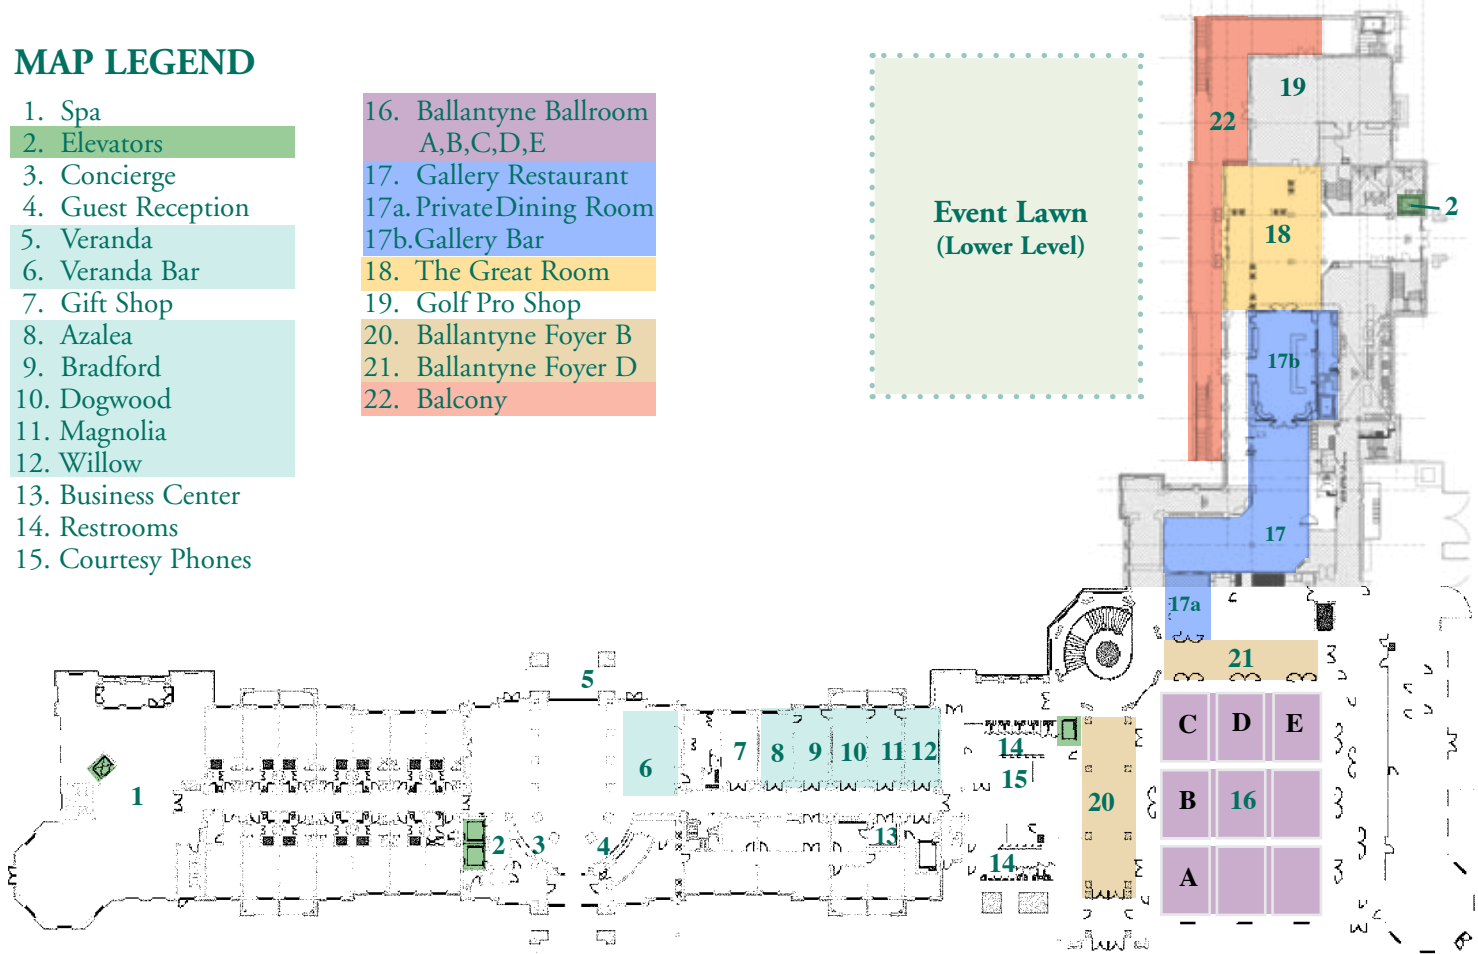 MAP LEGEND
1. Spa
2. Elevators
3. Concierge
4. Guest Reception
5. Veranda
6. Veranda Bar
7. Gift Shop
8. Azalea
9. Bradford
10. Dogwood
11. Magnolia
12. Willow
13. Business Center
14. Restrooms
15. Courtesy Phones
16. Ballantyne Ballroom
A,B,C,D,E
17. Gallery Restaurant
17a. Private Dining Room
17b. Gallery Bar
18. The Great Room
19. Golf Pro Shop
20. Ballantyne Foyer B
21. Ballantyne Foyer D
22. Balcony
Event Lawn
(Lower Level)
19
22
2
18
17b
17
17a
21
5
C D E
6
7
8 9 10 11 12
14
15
1
20
B 16
2
3
4
13
14
A